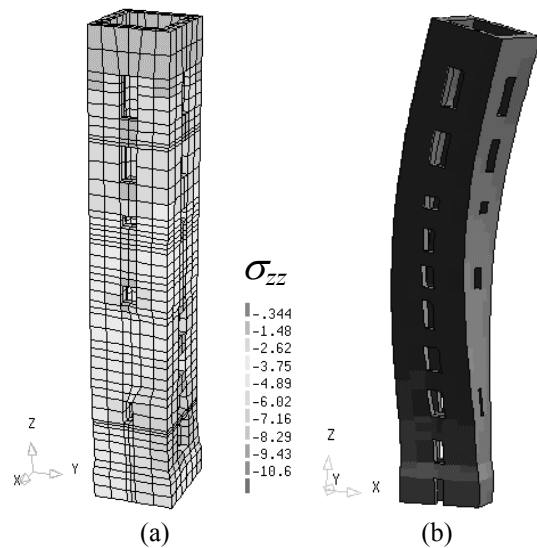 σzz
-.344
-1.48
-2.62
-3.75
-4.89
-6.02
-7.16
-8.29
-9.43
-10.6
Z
X
Y
Z
Y
X
(a)
(b)